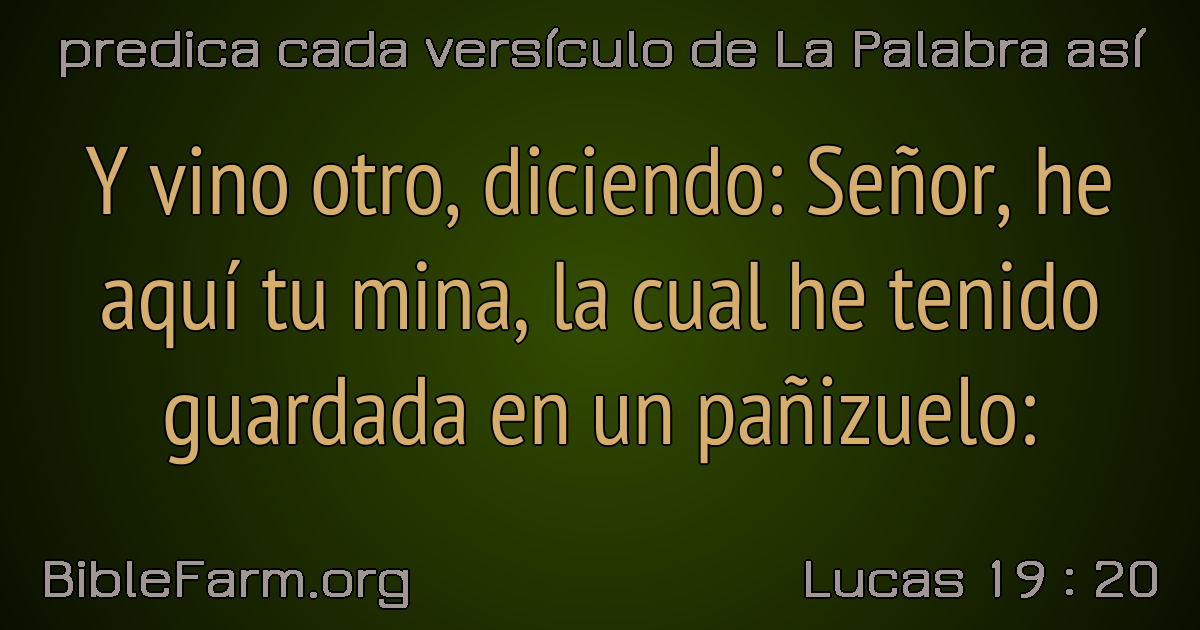 predica cada versículo de La Palabra así
Y vino otro, diciendo: Señor, he
aquí tu mina, la cual he tenido
guardada en un pañizuelo:
BibleFarm.org
Lucas 19 : 20